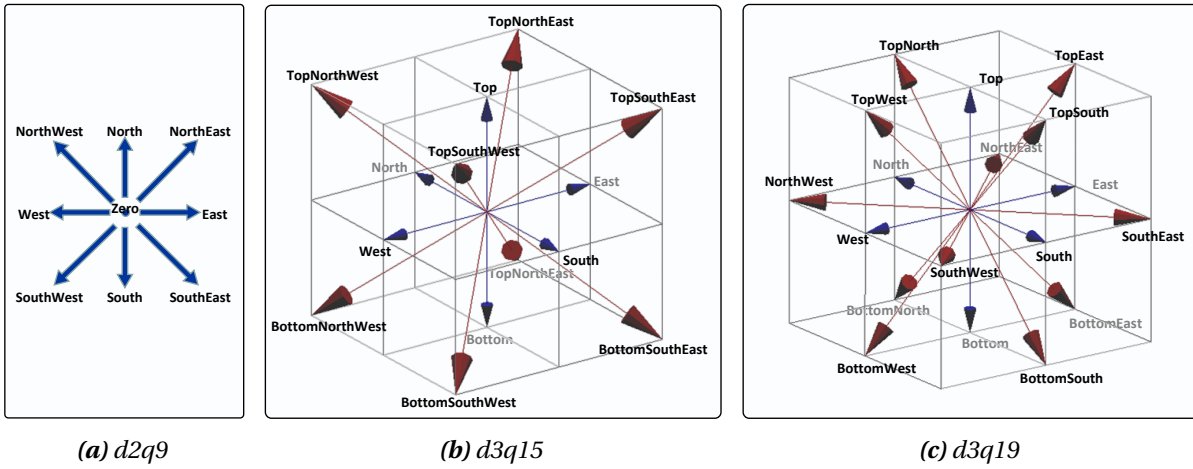 NorthWest North NorthEast
West Zero East
SouthWest South SouthEast
(a) d2q9
TopNorthEast
TopNorthWest
Top
TopSouthEast
TopSouthWest
North
East
West
South
TopNorthEast
BottomNorthWest
Bottom
BottomSouthEast
BottomSouthWest
(b) d3q15
TopNorth
TopEast
Top
TopWest
TopSouth
NorthEast
North
East
NorthWest
West
SouthEast
South
SouthWest
BottomNorth
BottomEast
Bottom
BottomWest
BottomSouth
(c) d3q19